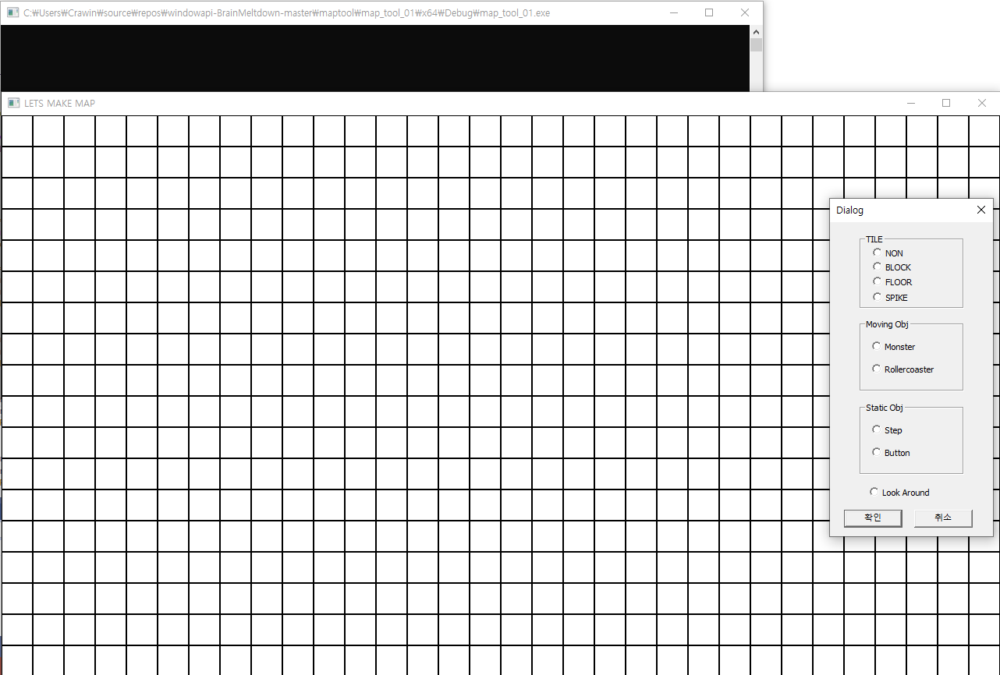 C:₩Users₩Crawin₩source₩repos₩windowapi-BrainMeltdown-master₩maptool₩map_tool_01₩x64₩Debug₩map_tool_01.exe
LETS MAKE MAP
Dialog
TILE
NON
BLOCK
FLOOR
SPIKE
Moving Obj
Monster
Rollercoaster
Static Obj
Step
Button
Look Around
확인 취소